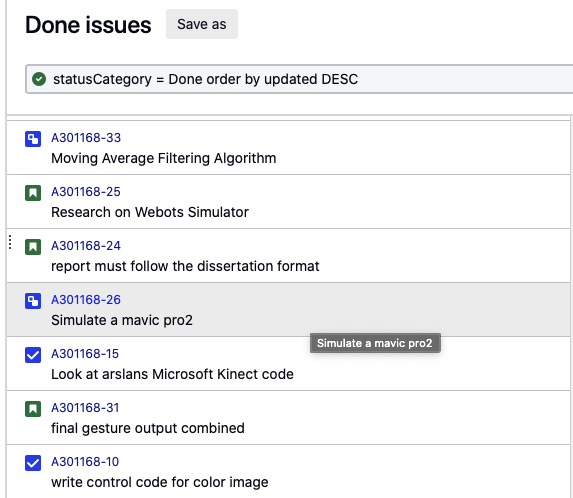 Done issues Save as
statusCategory = Done order by updated DESC
A301168-33
Moving Average Filtering Algorithm
A301168-25
Research on Webots Simulator
A301168-24
report must follow the dissertation format
A301168-26
Simulate a mavic pro2
Simulate a mavic pro2
A301168-15
Look at arslans Microsoft Kinect code
A301168-31
final gesture output combined
A301168-10
write control code for color image